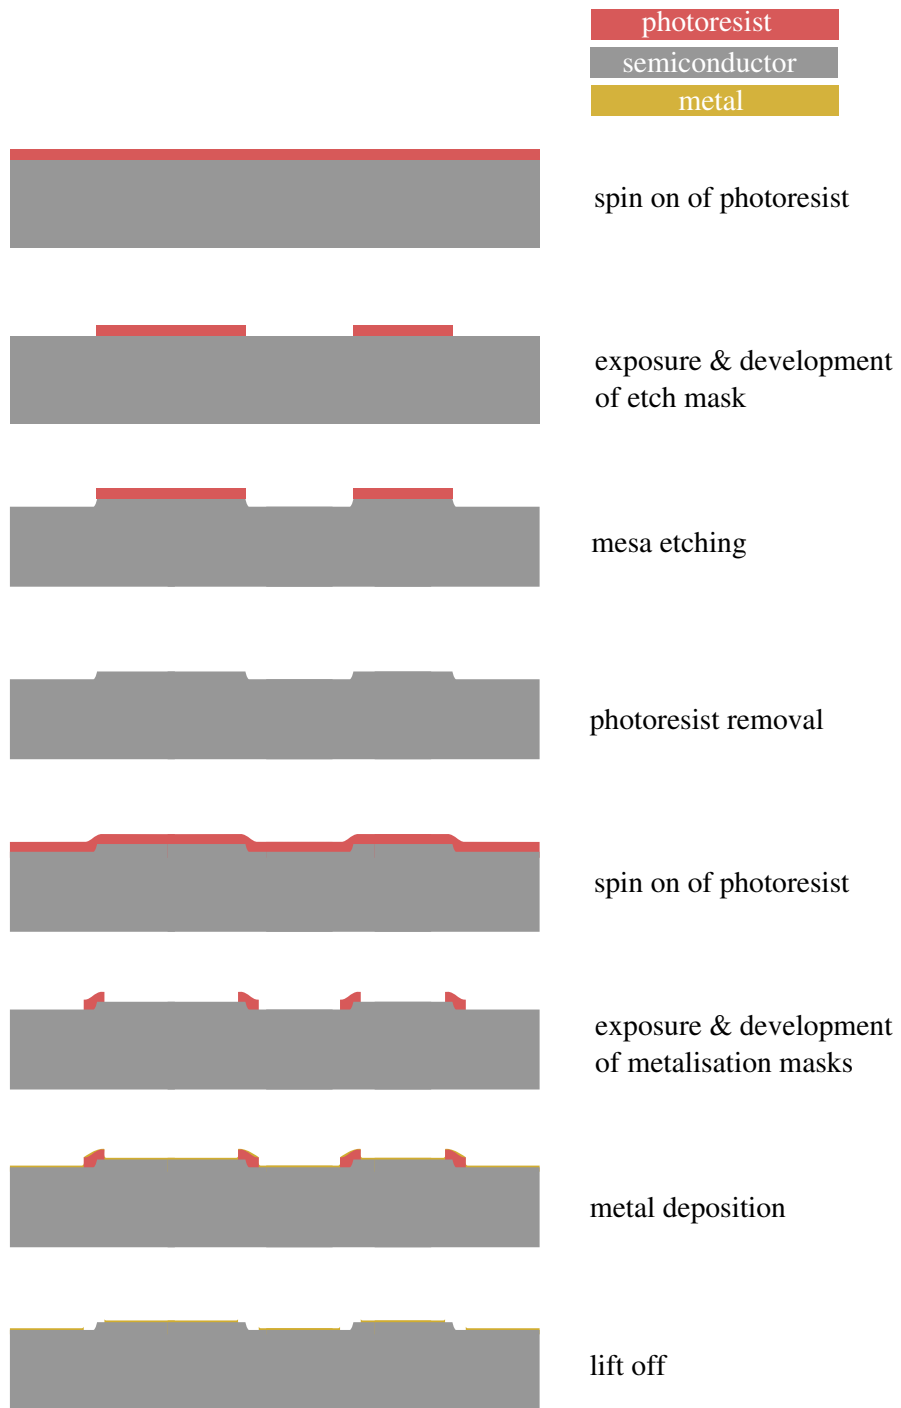 photoresist
semiconductor
metal
spin on of photoresist
exposure & development
of etch mask
mesa etching
photoresist removal
spin on of photoresist
exposure & development
of metalisation masks
metal deposition
lift off